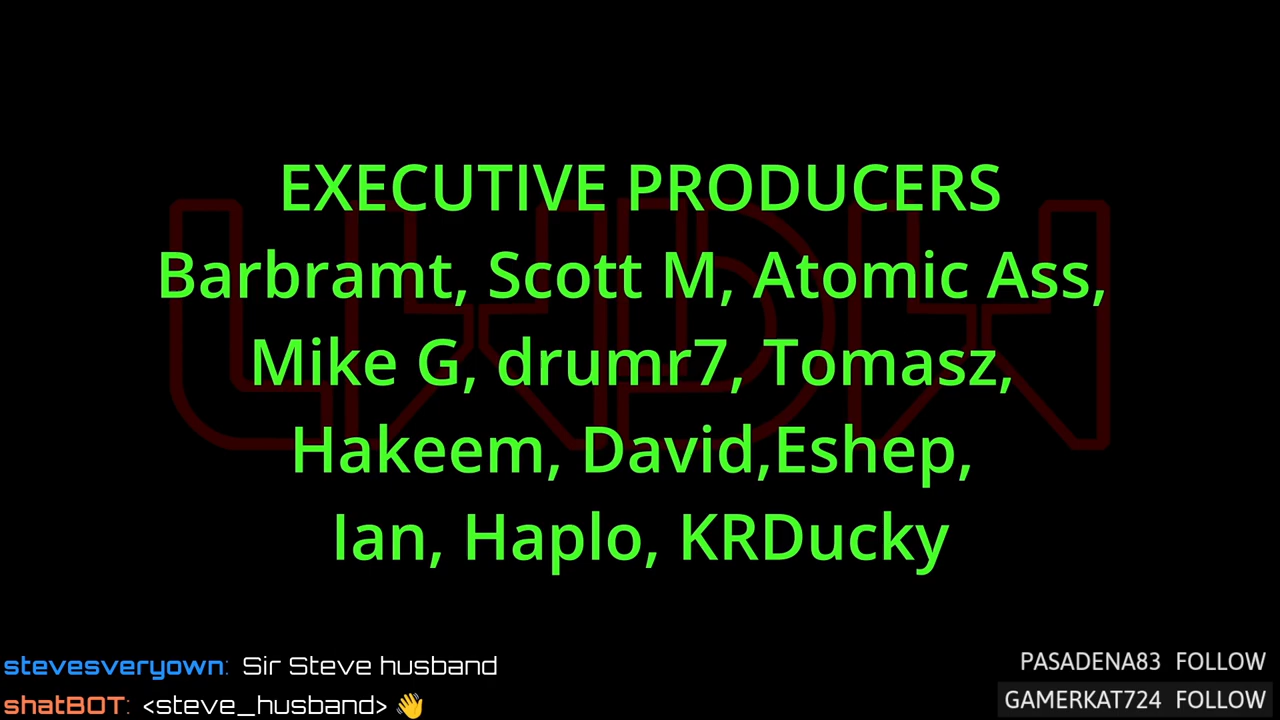 EXECUTIVE PRODUCERS
Barbramt, Scott M, Atomic Ass,
Mike G, drumr7, Tomasz,
Hakeem, David,Eshep,
Ian, Haplo, KRDucky
stevesveryown: Sir Steve husband
shatBOT: <steve_husband> 👋
PASADENA83 FOLLOW
GAMERKAT724 FOLLOW